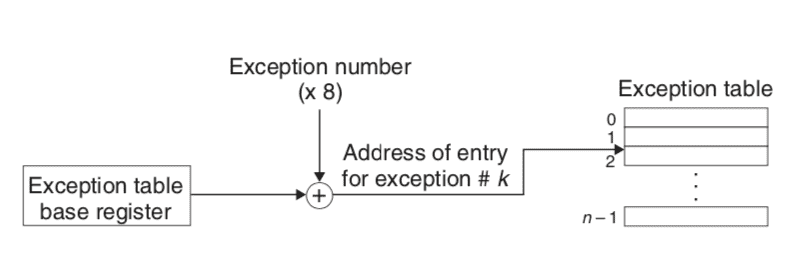 Exception number
(x 8)
Exception table
0
1
2
Address of entry
for exception # k
Exception table
base register
n – 1